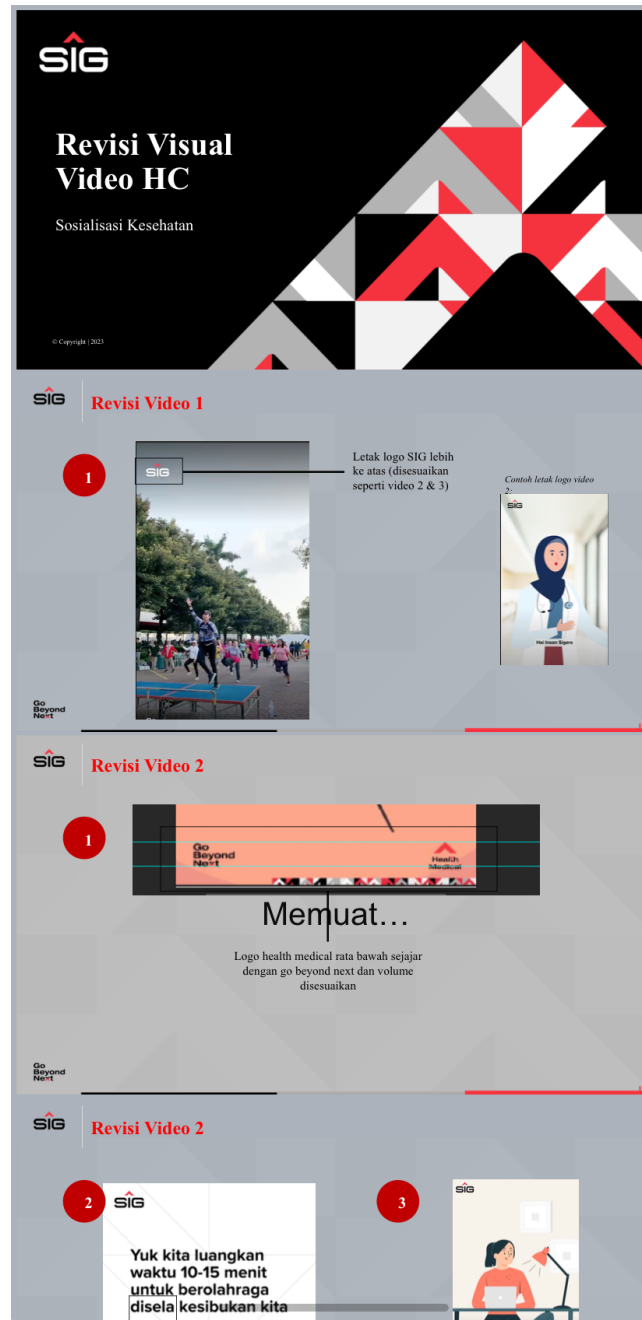 SIG
Revisi Visual
Video HC
Sosialisasi Kesehatan
© Copyright | 2023
SIG
Revisi Video 1
1
SIG
Letak logo SIG lebih
ke atas (disesuaikan
seperti video 2 & 3)
Contoh letak logo video
2:
SIG
Hai Insan Sigers
Go
Beyond
Next
SIG
Revisi Video 2
1
Go
Beyond
Next
Health
Medical
Memuat...
Logo health medical rata bawah sejajar
dengan go beyond next dan volume
disesuaikan
Go
Beyond
Next
SIG
Revisi Video 2
2
SIG
Yuk kita luangkan
waktu 10-15 menit
untuk berolahraga
disela kesibukan kita
3
SIG